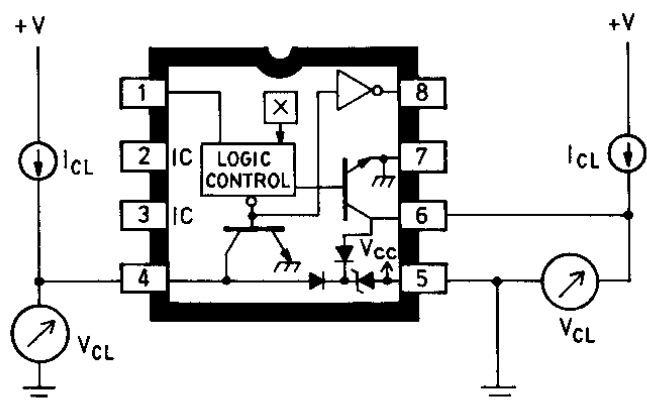 +V
+V
1
X
8
I_CL
2
IC
LOGIC
CONTROL
7
I_CL
3
IC
6
V_CC
4
5
V_CL
V_CL